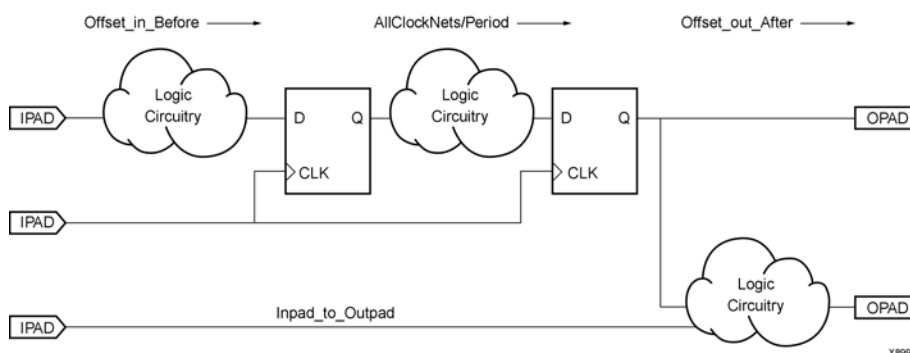 Offset_in_Before
AllClockNets/Period
Offset_out_After
IPAD
Logic
Circuitry
D
Q
CLK
Logic
Circuitry
D
Q
CLK
OPAD
IPAD
Logic
Circuitry
OPAD
Inpad_to_Outpad
IPAD